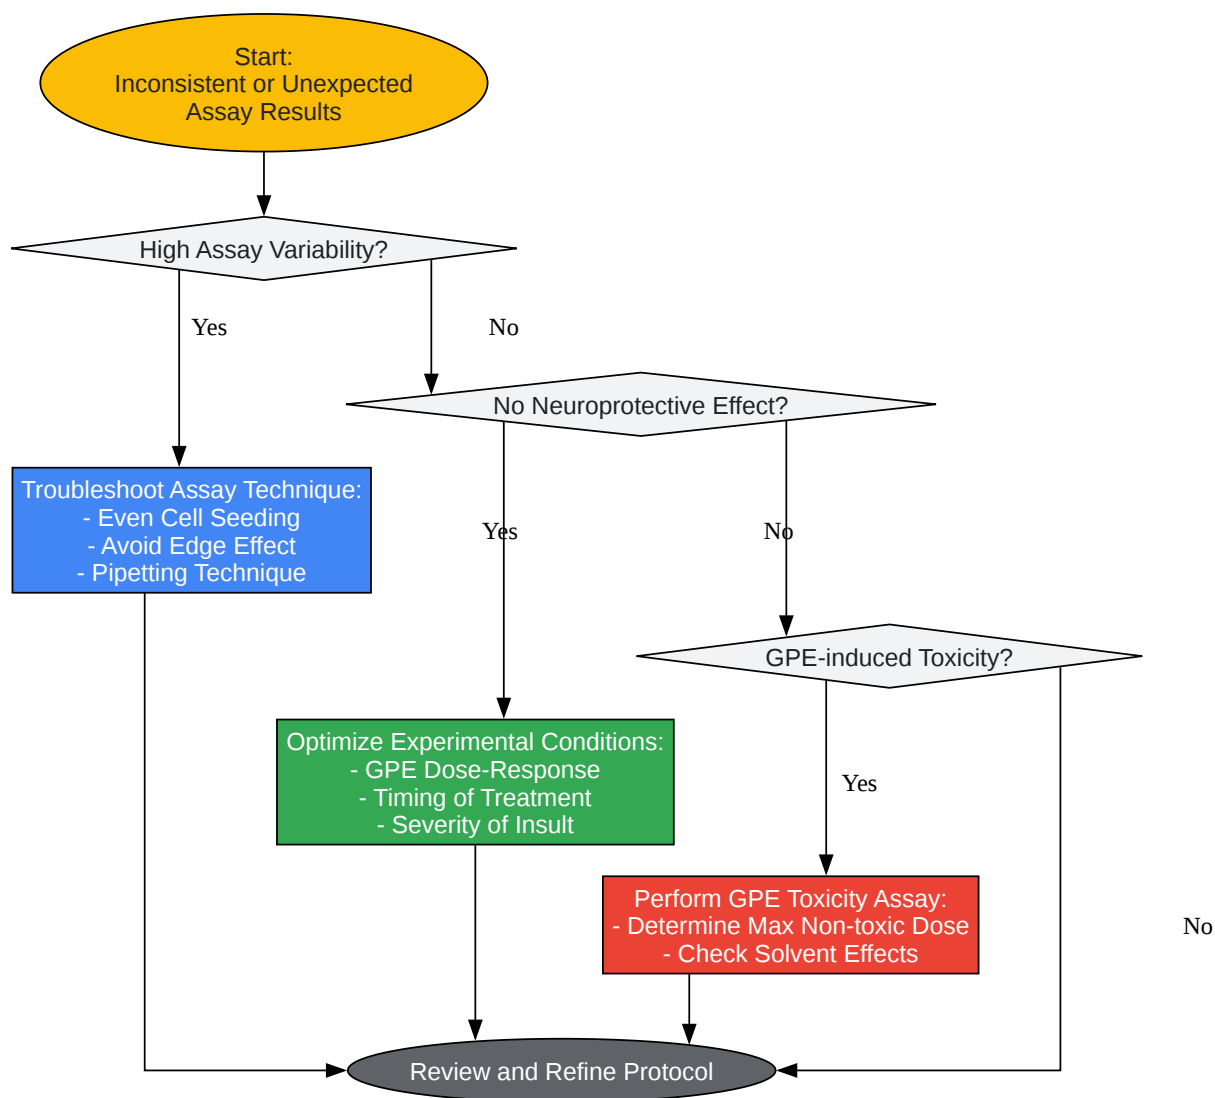 Start:
Inconsistent or Unexpected
Assay Results
High Assay Variability?
Yes
No
No Neuroprotective Effect?
Troubleshoot Assay Technique:
- Even Cell Seeding
- Avoid Edge Effect
- Pipetting Technique
Yes
No
GPE-induced Toxicity?
Optimize Experimental Conditions:
- GPE Dose-Response
- Timing of Treatment
- Severity of Insult
Yes
Perform GPE Toxicity Assay:
- Determine Max Non-toxic Dose
- Check Solvent Effects
No
Review and Refine Protocol